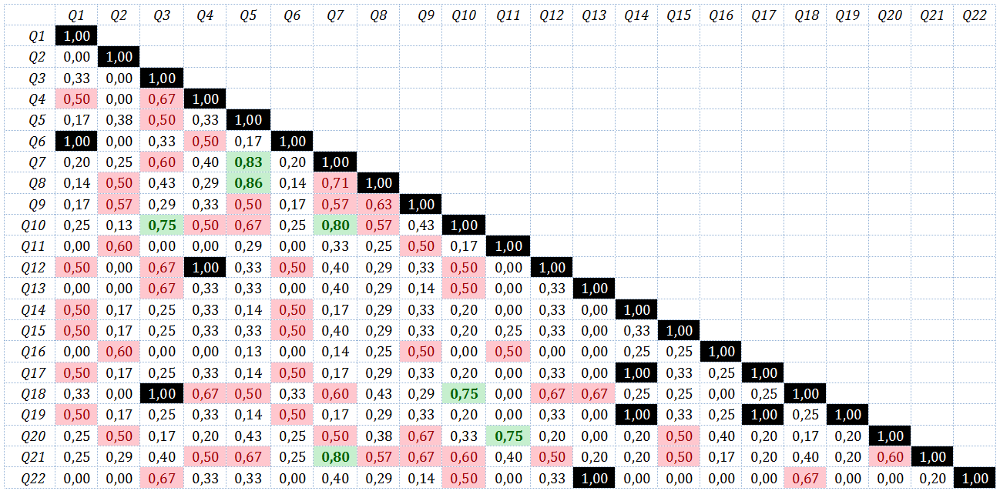 Q1 Q2 Q3 Q4 Q5 Q6 Q7 Q8 Q9 Q10 Q11 Q12 Q13 Q14 Q15 Q16 Q17 Q18 Q19 Q20 Q21 Q22
Q1 1,00
Q2 0,00 1,00
Q3 0,33 0,00 1,00
Q4 0,50 0,00 0,67 1,00
Q5 0,17 0,38 0,50 0,33 1,00
Q6 1,00 0,00 0,33 0,50 0,17 1,00
Q7 0,20 0,25 0,60 0,40 0,83 0,20 1,00
Q8 0,14 0,50 0,43 0,29 0,86 0,14 0,71 1,00
Q9 0,17 0,57 0,29 0,33 0,50 0,17 0,57 0,63 1,00
Q10 0,25 0,13 0,75 0,50 0,67 0,25 0,80 0,57 0,43 1,00
Q11 0,00 0,60 0,00 0,00 0,29 0,00 0,33 0,25 0,50 0,17 1,00
Q12 0,50 0,00 0,67 1,00 0,33 0,50 0,40 0,29 0,33 0,50 0,00 1,00
Q13 0,00 0,00 0,67 0,33 0,33 0,00 0,40 0,29 0,14 0,50 0,00 0,33 1,00
Q14 0,50 0,17 0,25 0,33 0,14 0,50 0,17 0,29 0,33 0,20 0,00 0,33 0,00 1,00
Q15 0,50 0,17 0,25 0,33 0,33 0,50 0,40 0,29 0,33 0,20 0,25 0,33 0,00 0,33 1,00
Q16 0,00 0,60 0,00 0,00 0,13 0,00 0,14 0,25 0,50 0,00 0,50 0,00 0,00 0,25 0,25 1,00
Q17 0,50 0,17 0,25 0,33 0,14 0,50 0,17 0,29 0,33 0,20 0,00 0,33 0,00 1,00 0,33 0,25 1,00
Q18 0,33 0,00 1,00 0,67 0,50 0,33 0,60 0,43 0,29 0,75 0,00 0,67 0,67 0,25 0,25 0,00 0,25 1,00
Q19 0,50 0,17 0,25 0,33 0,14 0,50 0,17 0,29 0,33 0,20 0,00 0,33 0,00 1,00 0,33 0,25 1,00 0,25 1,00
Q20 0,25 0,50 0,17 0,20 0,43 0,25 0,50 0,38 0,67 0,33 0,75 0,20 0,00 0,20 0,50 0,40 0,20 0,17 0,20 1,00
Q21 0,25 0,29 0,40 0,50 0,67 0,25 0,80 0,57 0,67 0,60 0,40 0,50 0,20 0,20 0,50 0,17 0,20 0,40 0,20 0,60 1,00
Q22 0,00 0,00 0,67 0,33 0,33 0,00 0,40 0,29 0,14 0,50 0,00 0,33 1,00 0,00 0,00 0,00 0,00 0,67 0,00 0,00 0,20 1,00